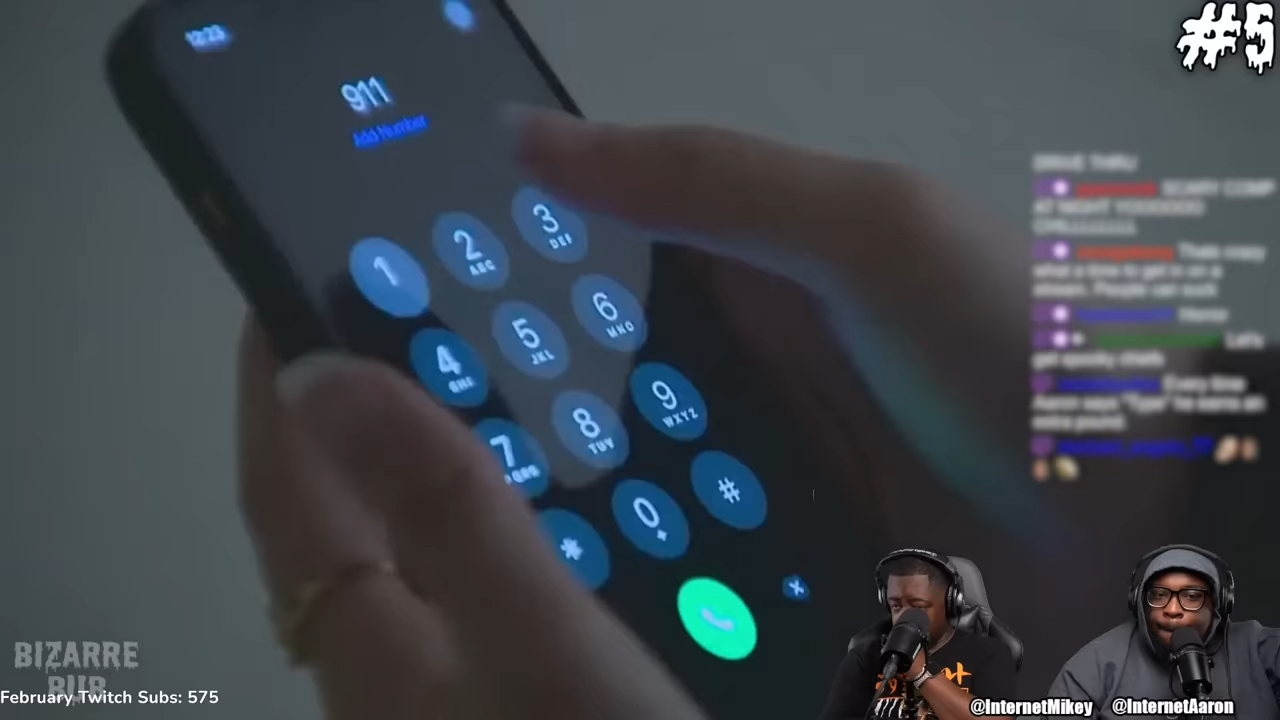 #5
12:23
911
Add Number
1
2
ABC
3
DEF
4
GHI
5
JKL
6
MNO
7
PQRS
8
TUV
9
WXYZ
*
0
+
#
DRIVE THRU
SCARY COMP
AT NIGHT
Thats crazy
what a time to get in on a
stream. People can suck
Let's
get spooky chiefs
Every time
Aaron says "Type" he earns an
extra pound.
BIZARRE
BUB
February Twitch Subs: 575
@InternetMikey
@InternetAaron